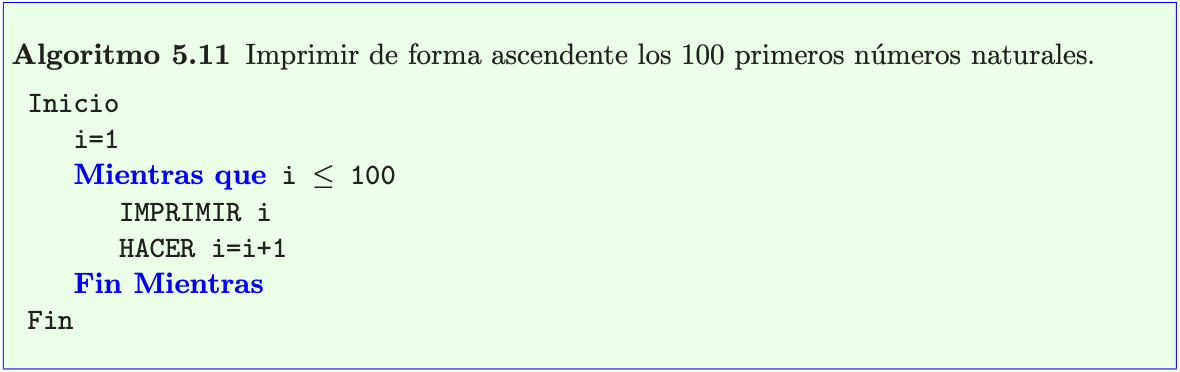 Algoritmo 5.11 Imprimir de forma ascendente los 100 primeros números naturales.
Inicio
i=1
Mientras que i ≤ 100
IMPRIMIR i
HACER i=i+1
Fin Mientras
Fin